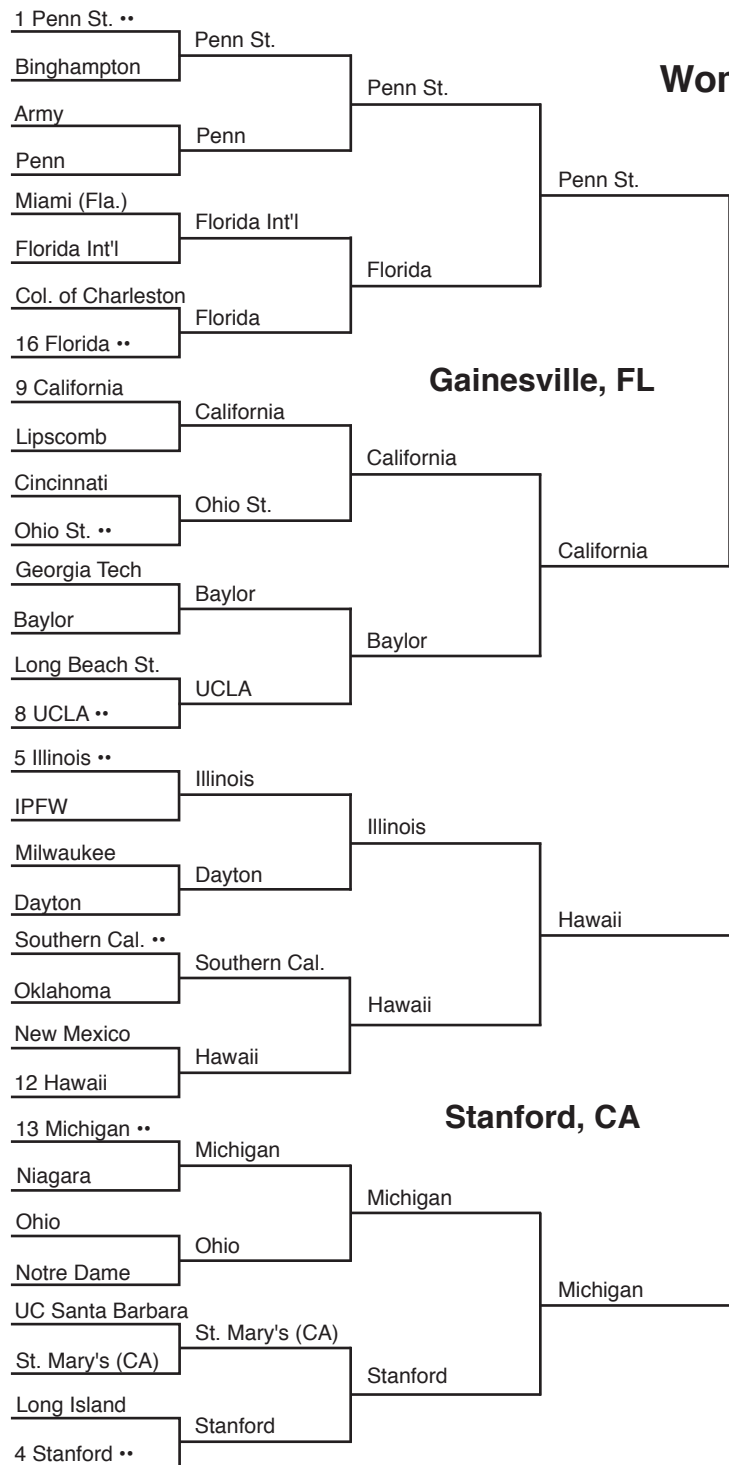 1 Penn St. ••
Binghampton
Army
Penn
Miami (Fla.)
Florida Int'l
Col. of Charleston
16 Florida ••
9 California
Lipscomb
Cincinnati
Ohio St. ••
Georgia Tech
Baylor
Long Beach St.
8 UCLA ••
5 Illinois ••
IPFW
Milwaukee
Dayton
Southern Cal. ••
Oklahoma
New Mexico
12 Hawaii
13 Michigan ••
Niagara
Ohio
Notre Dame
UC Santa Barbara
St. Mary's (CA)
Long Island
4 Stanford ••
Penn St.
Penn
Florida Int'l
Florida
California
Ohio St.
Baylor
UCLA
Illinois
Dayton
Southern Cal.
Hawaii
Michigan
Ohio
St. Mary's (CA)
Stanford
Penn St.
Florida
California
Baylor
Illinois
Hawaii
Michigan
Stanford
Penn St.
California
Hawaii
Michigan
Gainesville, FL
Stanford, CA